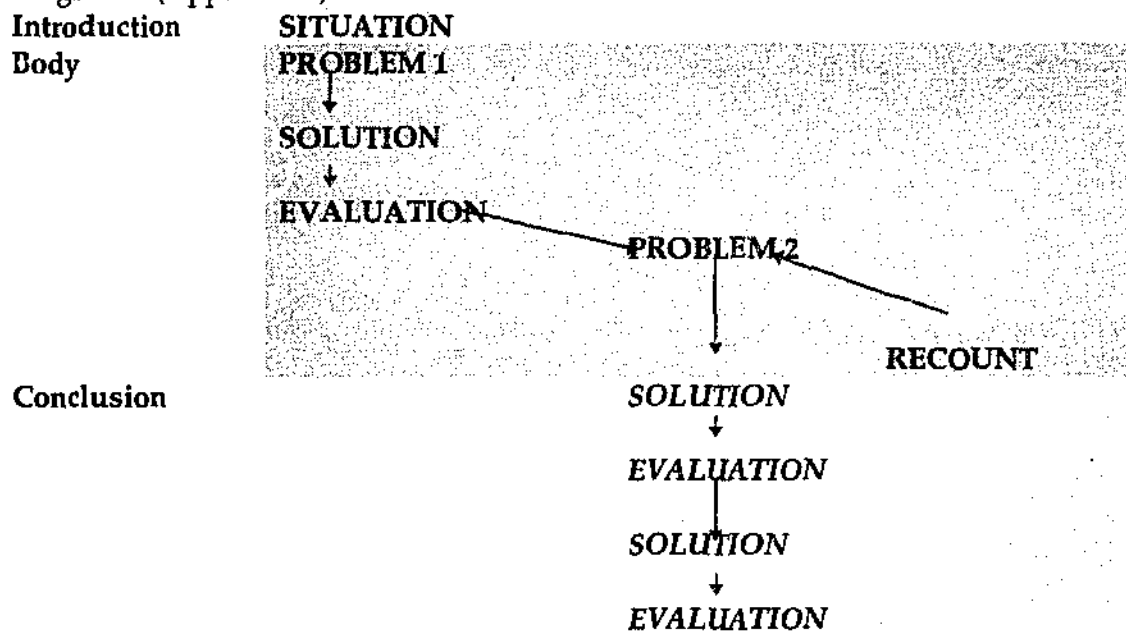 Introduction SITUATION
Body PROBLEM 1
SOLUTION
EVALUATION
PROBLEM 2
RECOUNT
Conclusion SOLUTION
EVALUATION
SOLUTION
EVALUATION